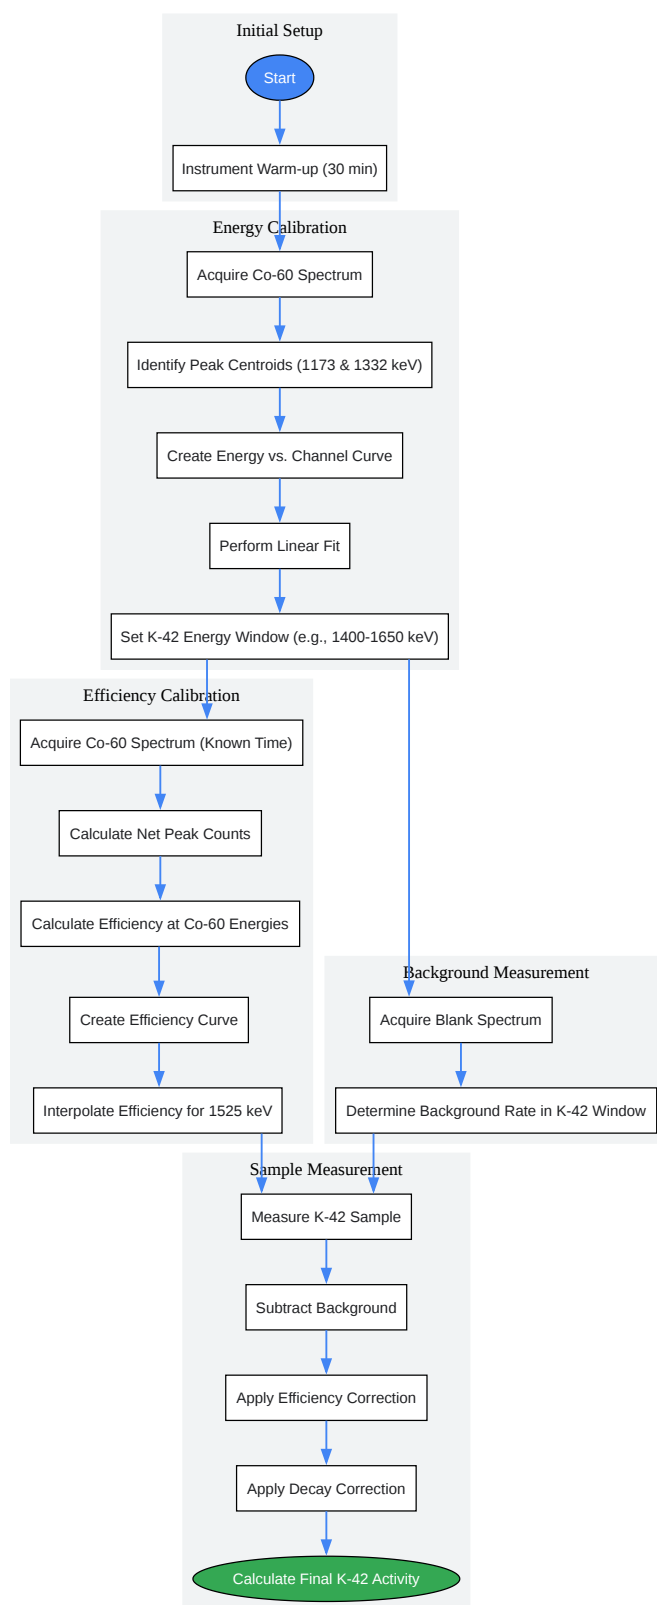 Initial Setup
Start
Instrument Warm-up (30 min)
Energy Calibration
Acquire Co-60 Spectrum
Identify Peak Centroids (1173 & 1332 keV)
Create Energy vs. Channel Curve
Perform Linear Fit
Set K-42 Energy Window (e.g., 1400-1650 keV)
Efficiency Calibration
Acquire Co-60 Spectrum (Known Time)
Calculate Net Peak Counts
Calculate Efficiency at Co-60 Energies
Create Efficiency Curve
Interpolate Efficiency for 1525 keV
Background Measurement
Acquire Blank Spectrum
Determine Background Rate in K-42 Window
Sample Measurement
Measure K-42 Sample
Subtract Background
Apply Efficiency Correction
Apply Decay Correction
Calculate Final K-42 Activity